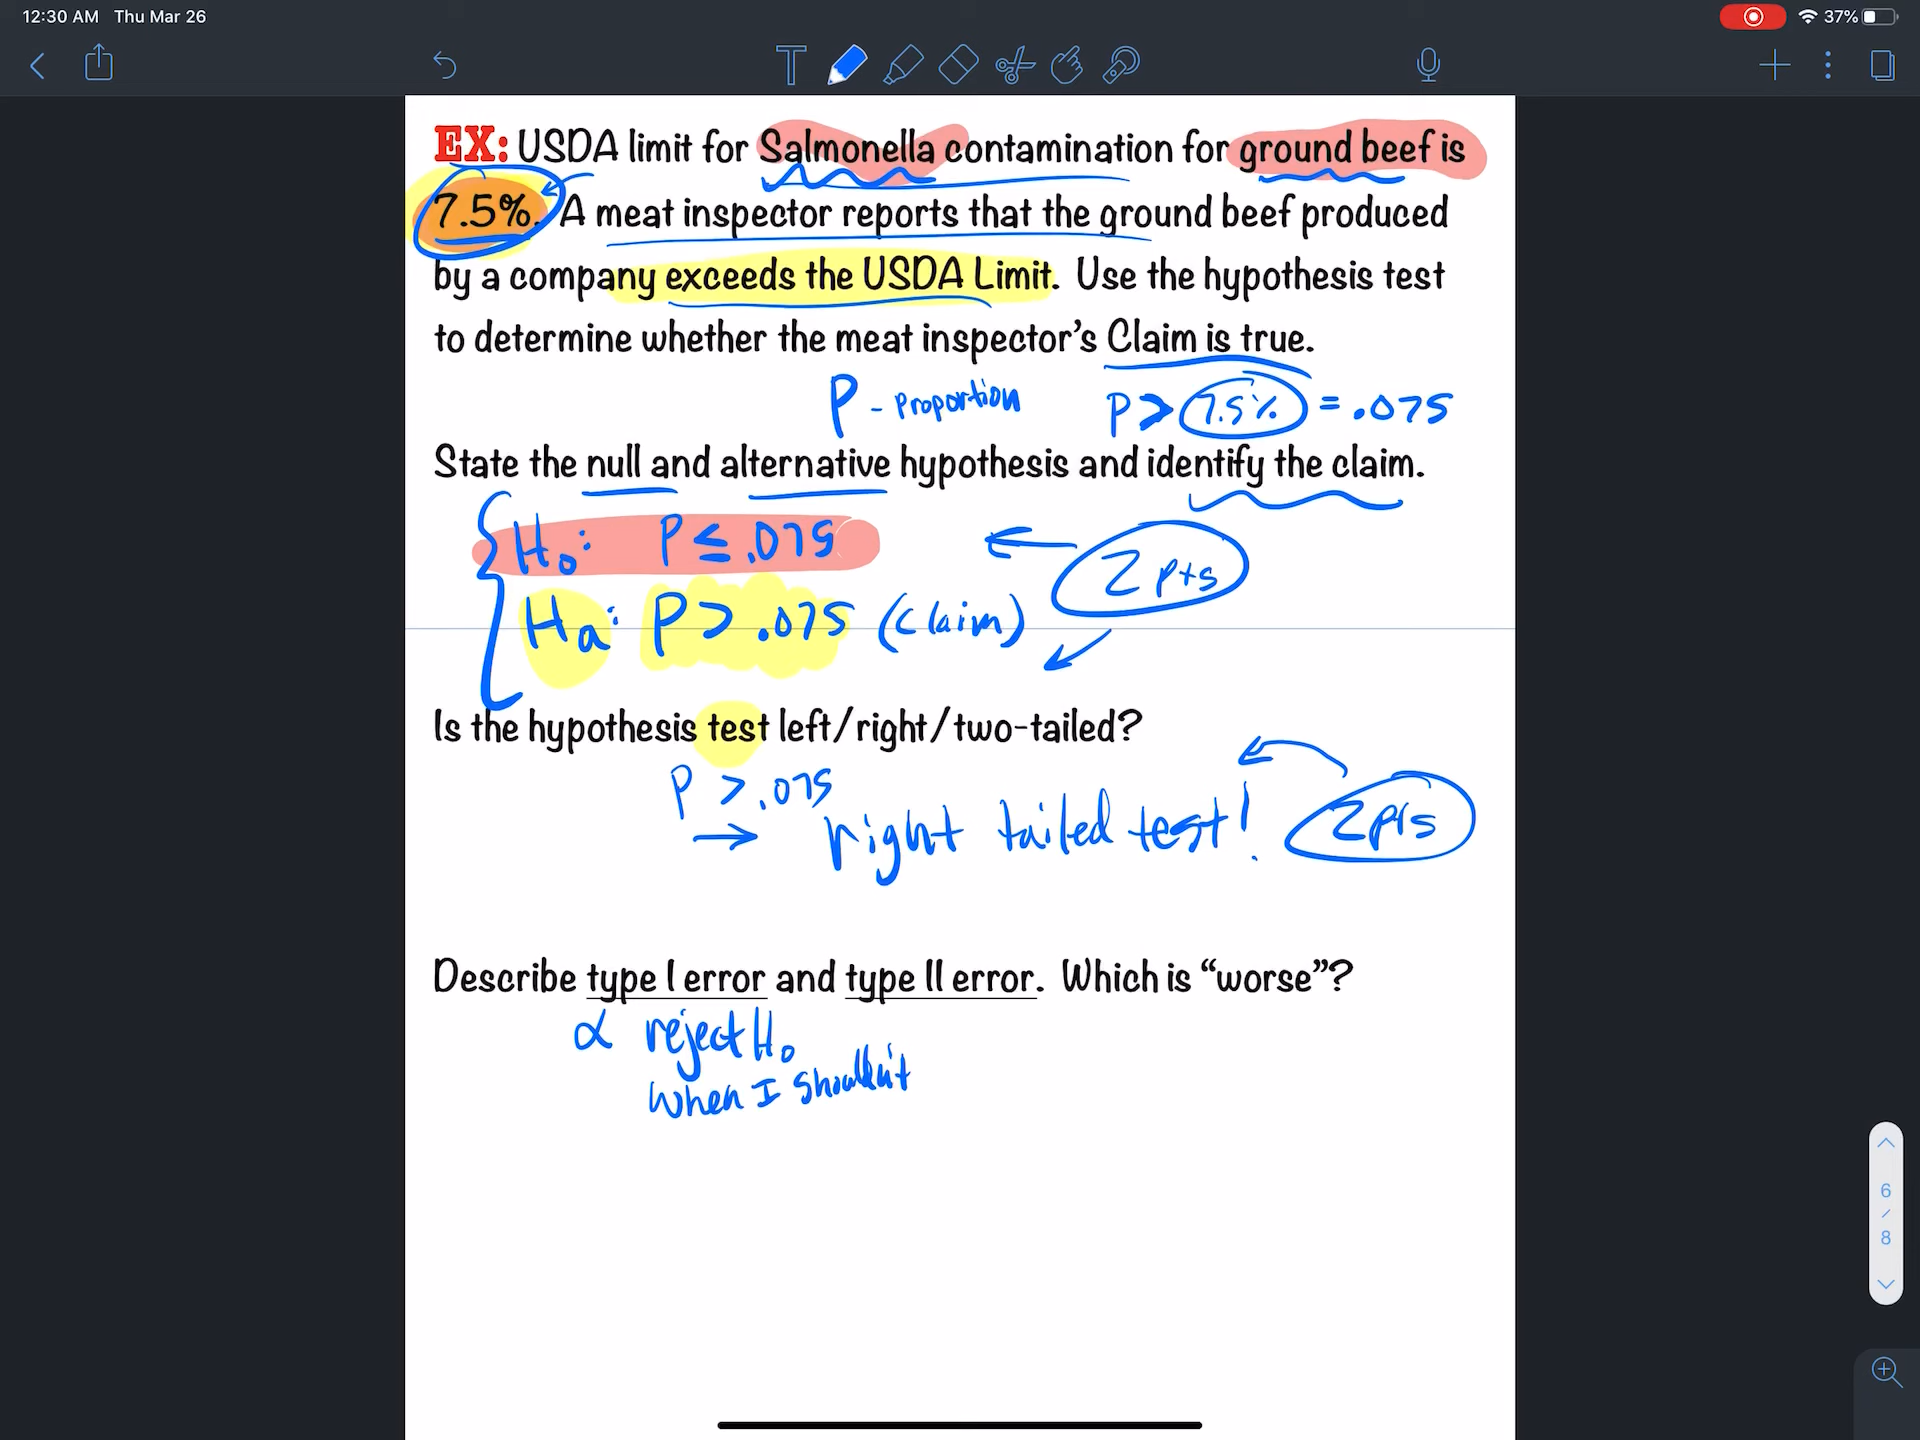 12:30 AM Thu Mar 26
37%
EX: USDA limit for Salmonella contamination for ground beef is
7.5%. A meat inspector reports that the ground beef produced
by a company exceeds the USDA Limit. Use the hypothesis test
to determine whether the meat inspector's Claim is true.
P - proportion P > 7.5% = .075
State the null and alternative hypothesis and identify the claim.
H₀: P ≤ .075
2 pts
Ha: P > .075 (Claim)
Is the hypothesis test left/right/two-tailed?
P > .075
→ right tailed test! 2pts
Describe type I error and type II error. Which is “worse”?
α reject H₀
when I shouldn't
6
/
8